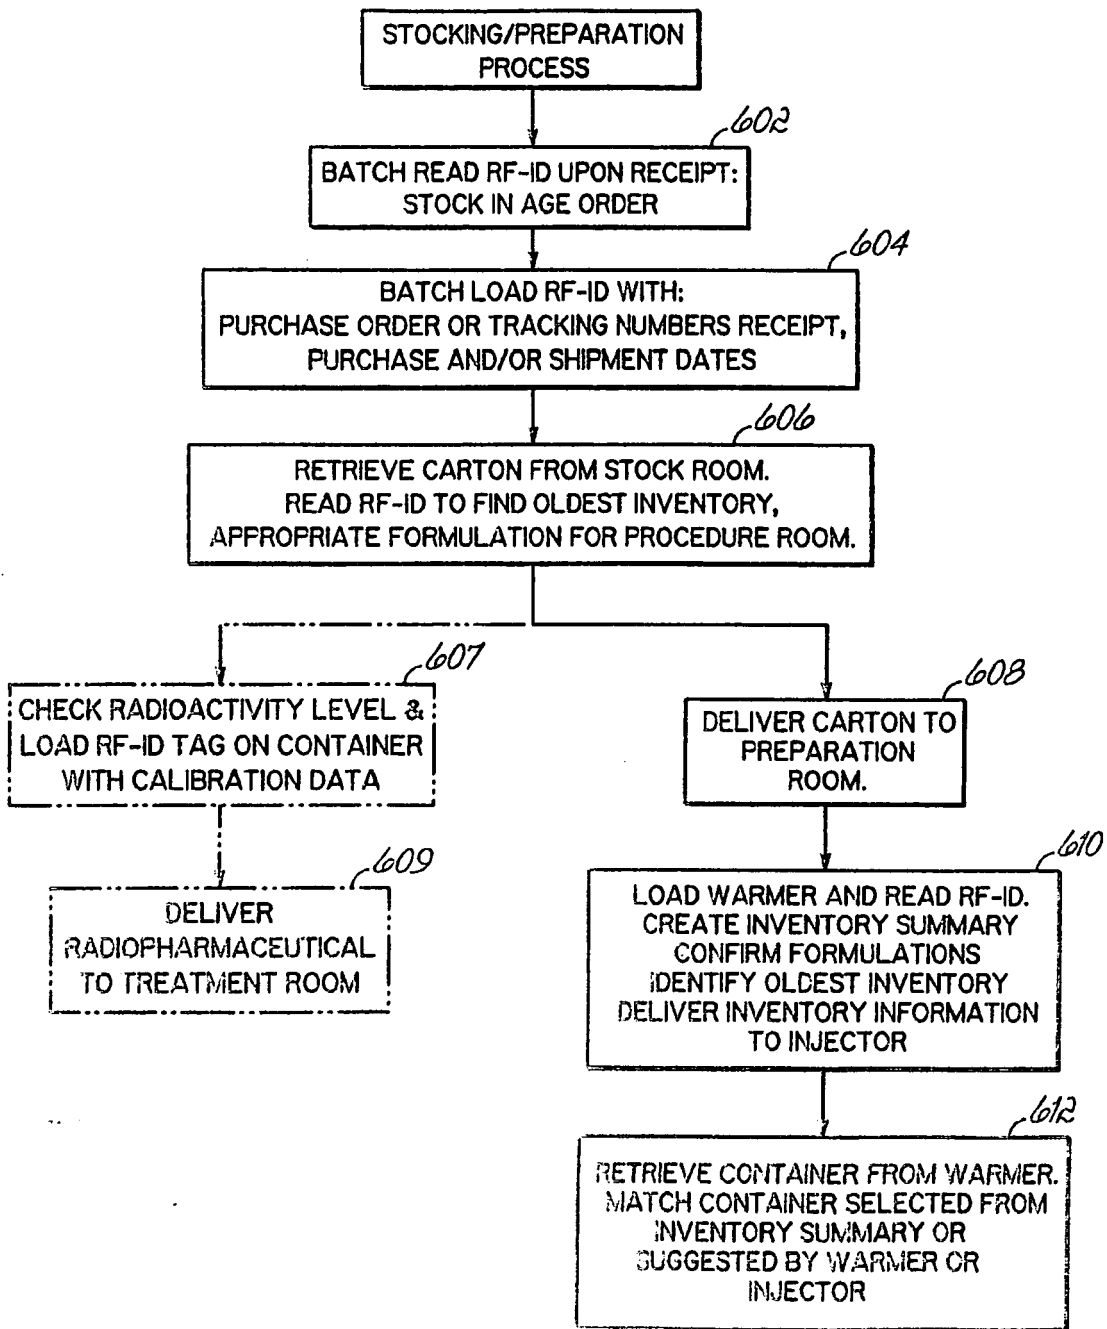 STOCKING/PREPARATION
PROCESS
602
BATCH READ RF-ID UPON RECEIPT:
STOCK IN AGE ORDER
604
BATCH LOAD RF-ID WITH:
PURCHASE ORDER OR TRACKING NUMBERS RECEIPT,
PURCHASE AND/OR SHIPMENT DATES
606
RETRIEVE CARTON FROM STOCK ROOM.
READ RF-ID TO FIND OLDEST INVENTORY,
APPROPRIATE FORMULATION FOR PROCEDURE ROOM.
607
CHECK RADIOACTIVITY LEVEL &
LOAD RF-ID TAG ON CONTAINER
WITH CALIBRATION DATA
608
DELIVER CARTON TO
PREPARATION
ROOM.
609
DELIVER
RADIOPHARMACEUTICAL
TO TREATMENT ROOM
610
LOAD WARMER AND READ RF-ID.
CREATE INVENTORY SUMMARY
CONFIRM FORMULATIONS
IDENTIFY OLDEST INVENTORY
DELIVER INVENTORY INFORMATION
TO INJECTOR
612
RETRIEVE CONTAINER FROM WARMER.
MATCH CONTAINER SELECTED FROM
INVENTORY SUMMARY OR
SUGGESTED BY WARMER OR
INJECTOR